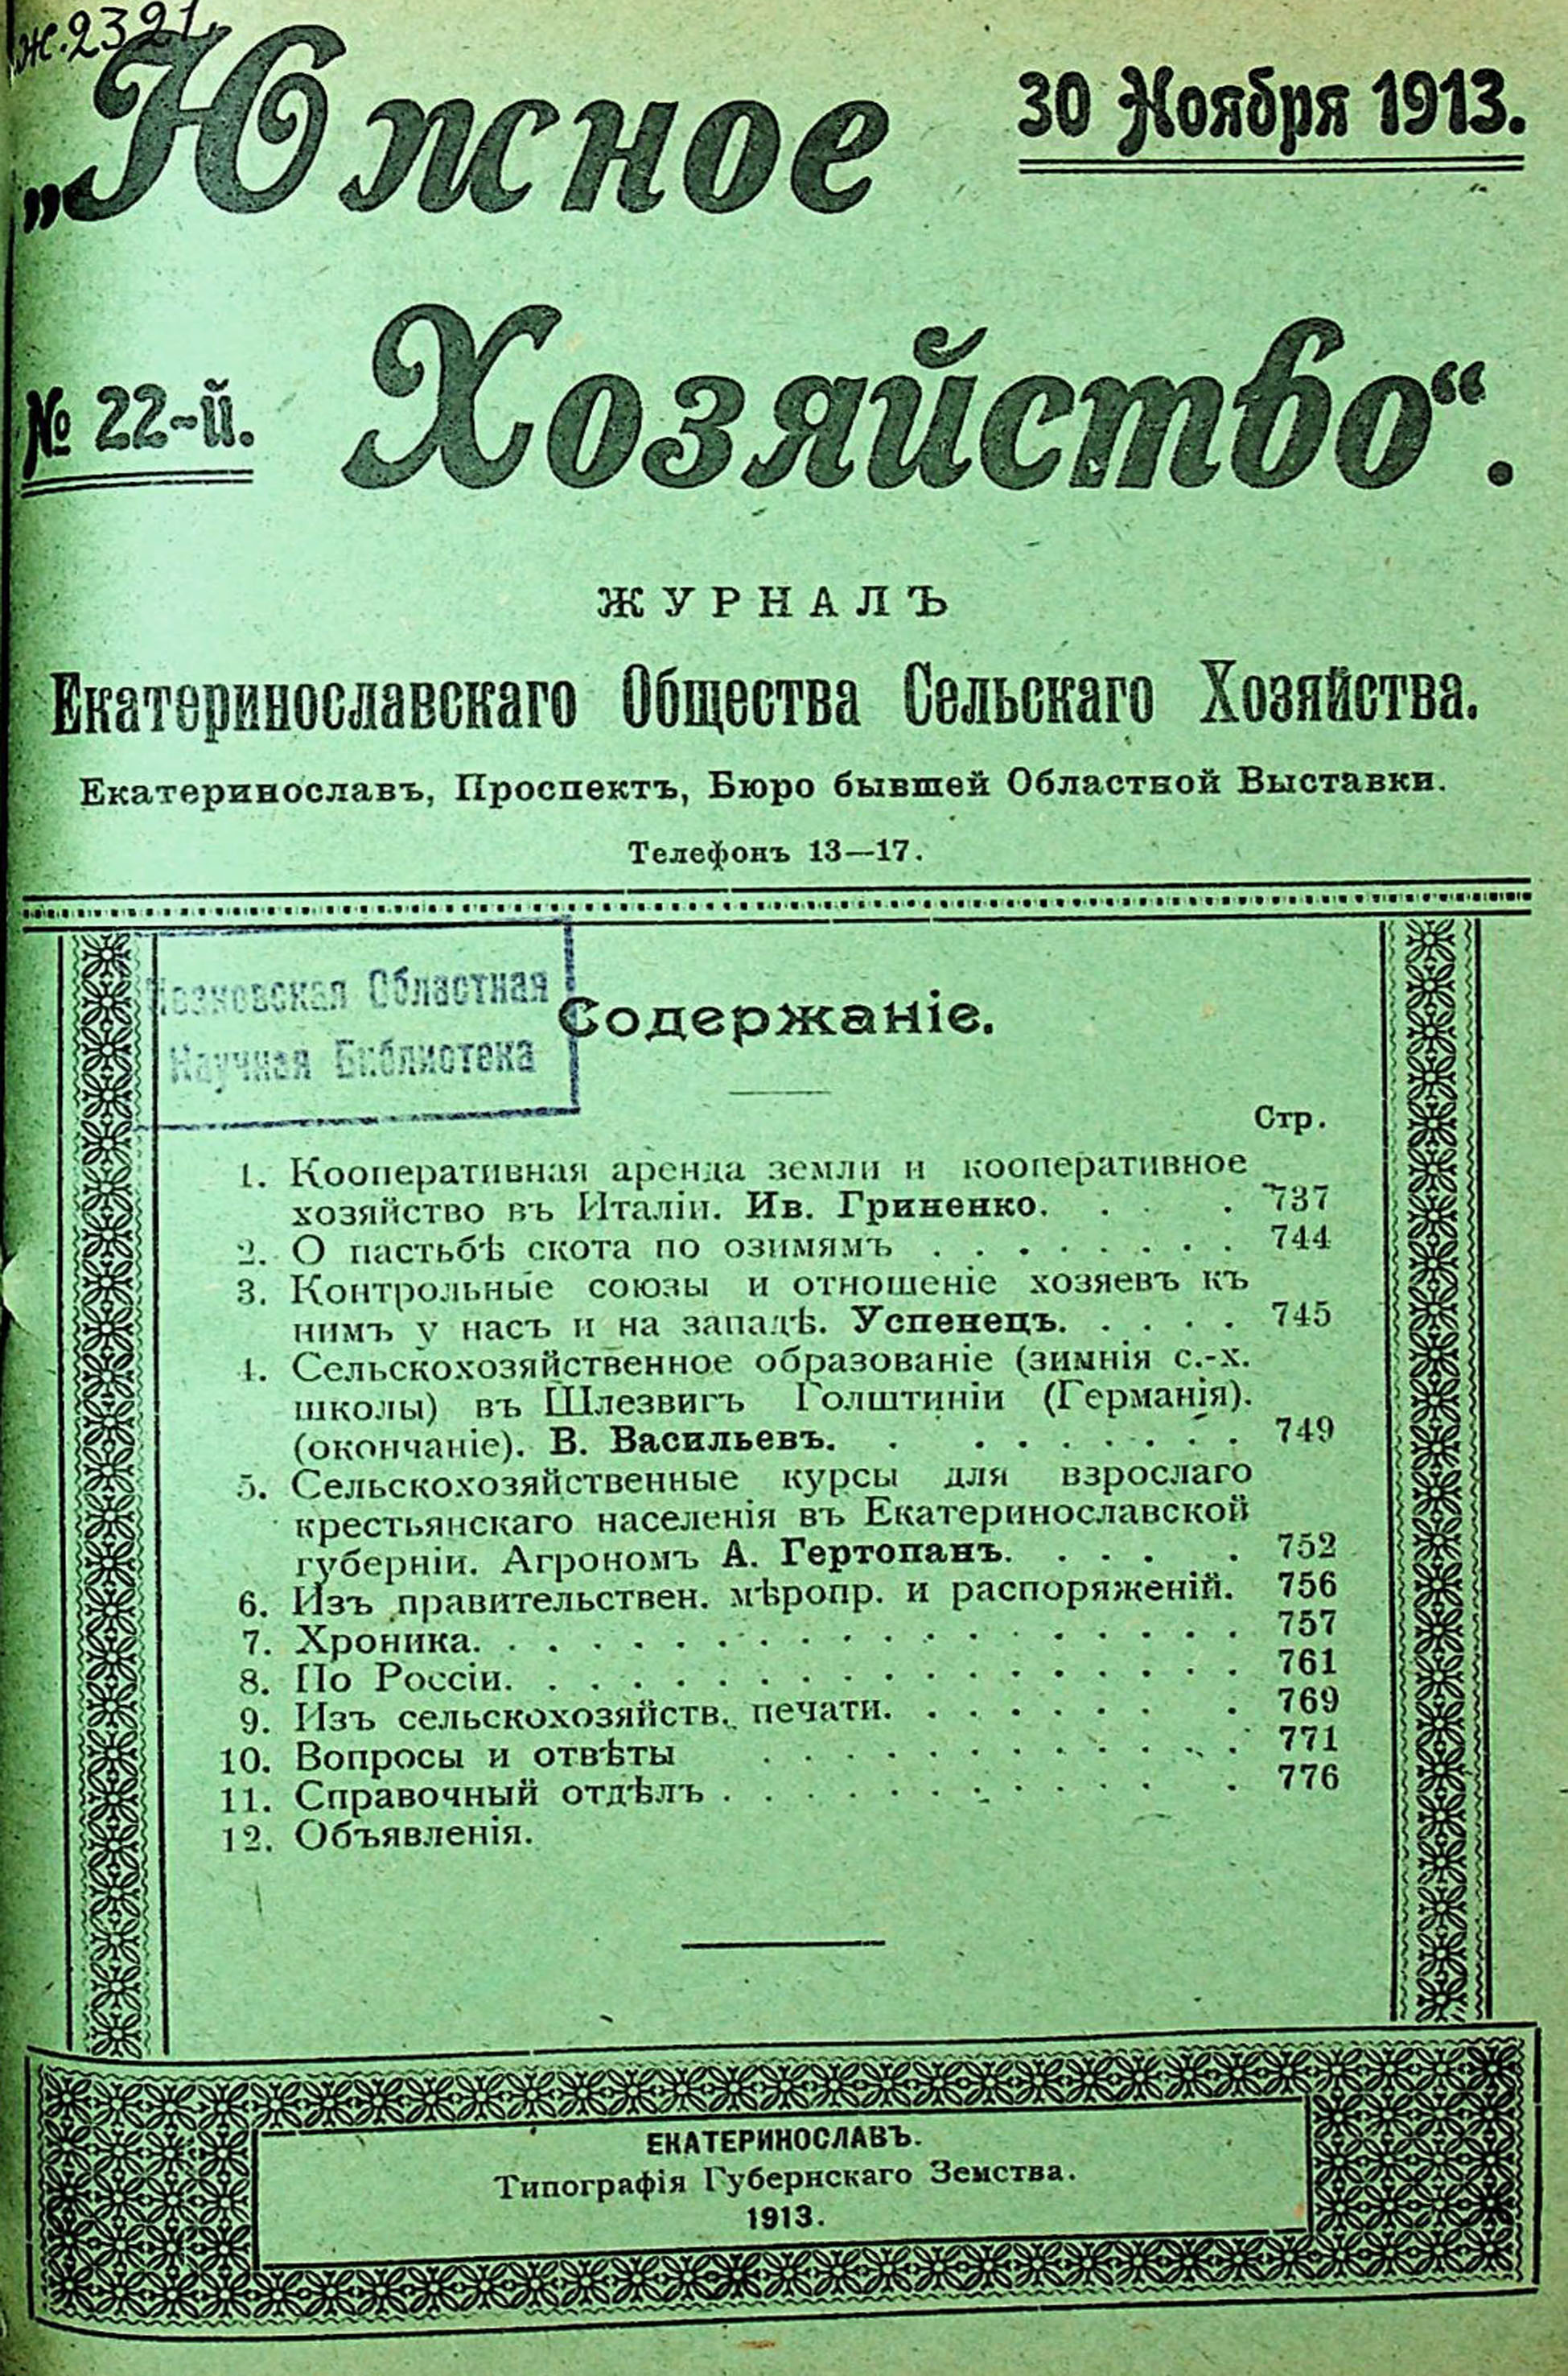 ж.2321
„Южное
30 Ноября 1913.
Хозяйство“.
№ 22-й.
ЖУРНАЛЪ
Екатеринославскаго Общества Сельскаго Хозяйства.
Екатеринославъ, Проспектъ, Бюро бывшей Областной Выставки.
Телефонъ 13—17.
Областная
Научная Библиотека
Содержаніе.
Стр.
1. Кооперативная аренда земли и кооперативное
хозяйство въ Италіи. Ив. Гриненко. . . . 737
2. О пастьбѣ скота по озимямъ . . . . . . . . 744
3. Контрольные союзы и отношеніе хозяевъ къ
нимъ у насъ и на западѣ. Успенецъ. . . . . 745
4. Сельскохозяйственное образованіе (зимнія с.-х.
школы) въ Шлезвигъ Голштиніи (Германія).
(окончаніе). В. Васильевъ. . . . . . . . . 749
5. Сельскохозяйственные курсы для взрослаго
крестьянскаго населенія въ Екатеринославской
губерніи. Агрономъ А. Гертопанъ. . . . . 752
6. Изъ правительствен. мѣропр. и распоряженій. 756
7. Хроника. . . . . . . . . . . . . . . . . . . 757
8. По Россіи. . . . . . . . . . . . . . . . . . 761
9. Изъ сельскохозяйств. печати. . . . . . . . 769
10. Вопросы и отвѣты . . . . . . . . . . . . 771
11. Справочный отдѣлъ . . . . . . . . . . . . 776
12. Объявленія.
ЕКАТЕРИНОСЛАВЪ.
Типографія Губернскаго Земства.
1913.